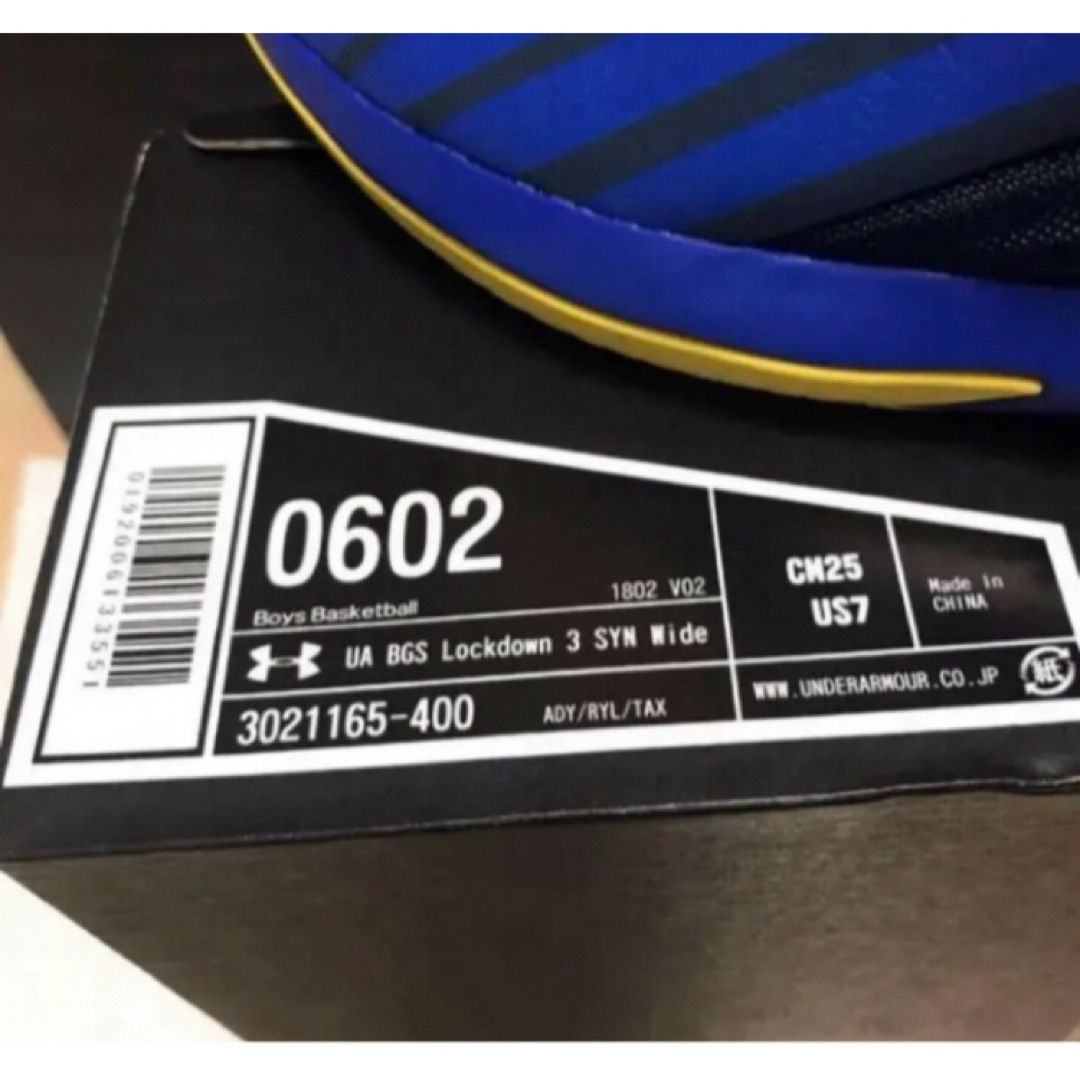 0192006133551
0602
1802 V02
Boys Basketball
UA BGS Lockdown 3 SYN Wide
3021165-400
ADY/RYL/TAX
CM25
US7
Made in
CHINA
WWW.UNDERARMOUR.CO.JP